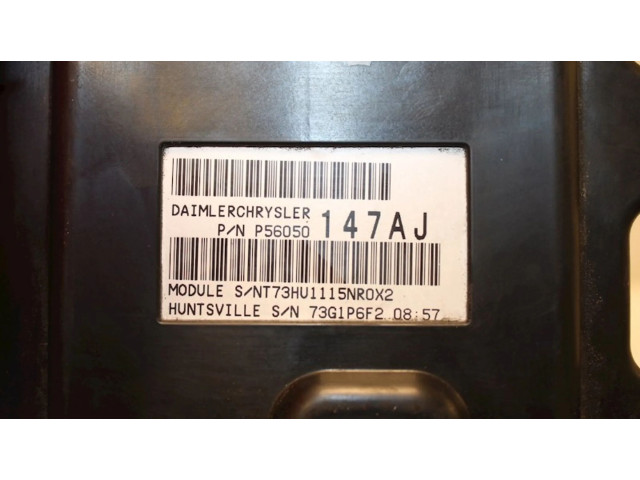 DAIMLERCHRYSLER
P/N P56050 147AJ
MODULE S/NT73HU1115NR0X2
HUNTSVILLE S/N 73G1P6F2 08:57